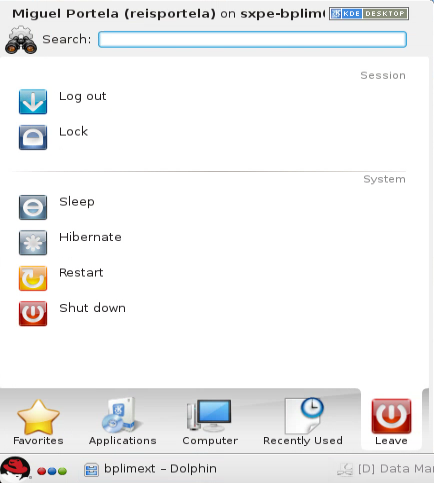 Miguel Portela (reisportela) on sxpe-bplim
KDE DESKTOP
Search:
Session
Log out
Lock
System
Sleep
Hibernate
Restart
Shut down
Favorites
Applications
Computer
Recently Used
Leave
bplimext – Dolphin
[D] Data Mar